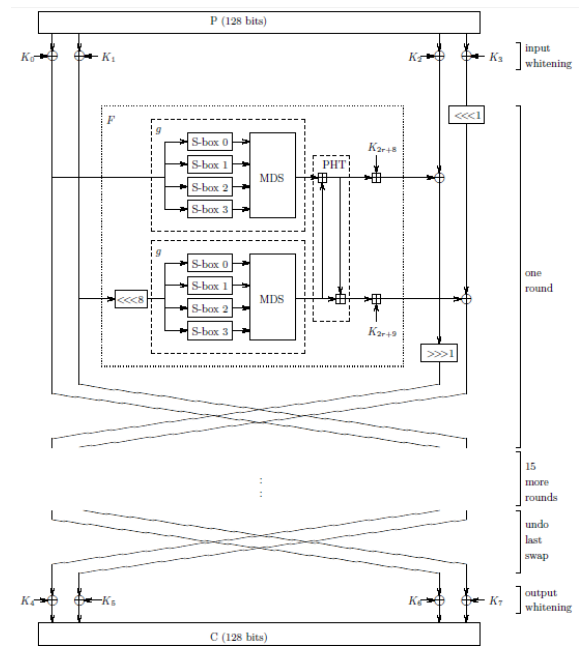 P (128 bits)
K₀ K₁ K₂ K₃ input
whitening
<<<1
F
g
S-box 0
S-box 1
S-box 2
S-box 3
MDS
PHT
K₂ᵣ₊₈
one
round
g
<<<8
S-box 0
S-box 1
S-box 2
S-box 3
MDS
K₂ᵣ₊₉
>>>1
15
more
rounds
undo
last
swap
K₄ K₅ K₆ K₇ output
whitening
C (128 bits)